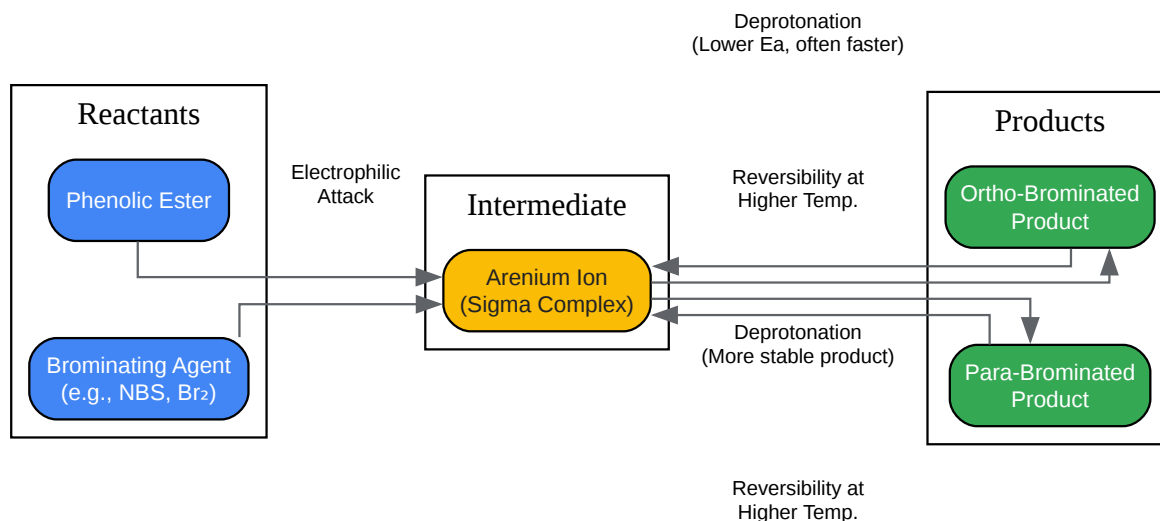 Deprotonation
(Lower Ea, often faster)
Reactants
Products
Phenolic Ester
Electrophilic
Attack
Reversibility at
Higher Temp.
Intermediate
Ortho-Brominated
Product
Arenium Ion
(Sigma Complex)
Brominating Agent
(e.g., NBS, Br₂)
Deprotonation
(More stable product)
Para-Brominated
Product
Reversibility at
Higher Temp.